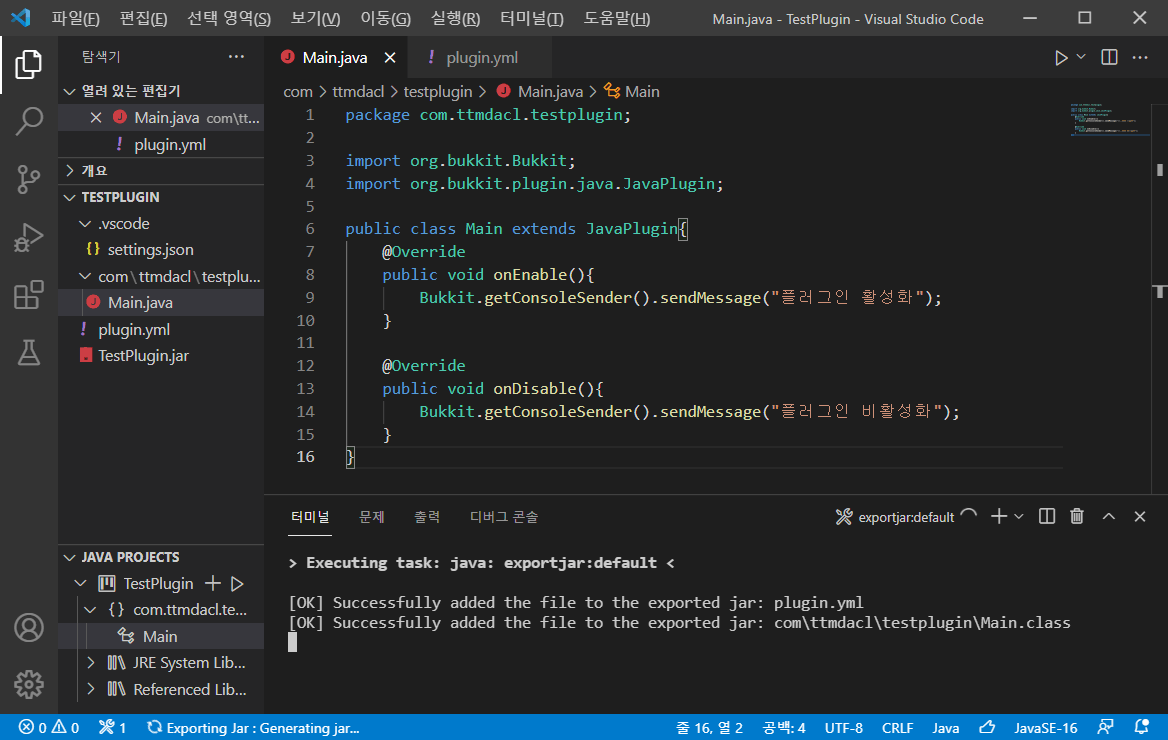 파일(F) 편집(E) 선택 영역(S) 보기(V) 이동(G) 실행(R) 터미널(T) 도움말(H) Main.java - TestPlugin - Visual Studio Code
탐색기
열려 있는 편집기
Main.java com\tt...
plugin.yml
개요
TESTPLUGIN
.vscode
settings.json
com\ttmdacl\testplu...
Main.java
plugin.yml
TestPlugin.jar
JAVA PROJECTS
TestPlugin
com.ttmdacl.te...
Main
JRE System Lib...
Referenced Lib...
Main.java
plugin.yml
com > ttmdacl > testplugin > Main.java > Main
1 package com.ttmdacl.testplugin;
2
3 import org.bukkit.Bukkit;
4 import org.bukkit.plugin.java.JavaPlugin;
5
6 public class Main extends JavaPlugin{
7 @Override
8 public void onEnable(){
9 Bukkit.getConsoleSender().sendMessage("플러그인 활성화");
10 }
11
12 @Override
13 public void onDisable(){
14 Bukkit.getConsoleSender().sendMessage("플러그인 비활성화");
15 }
16 }
터미널 문제 출력 디버그 콘솔 exportjar:default
> Executing task: java: exportjar:default <
[OK] Successfully added the file to the exported jar: plugin.yml
[OK] Successfully added the file to the exported jar: com\ttmdacl\testplugin\Main.class
0 0 1 Exporting Jar : Generating jar... 줄 16, 열 2 공백: 4 UTF-8 CRLF Java JavaSE-16